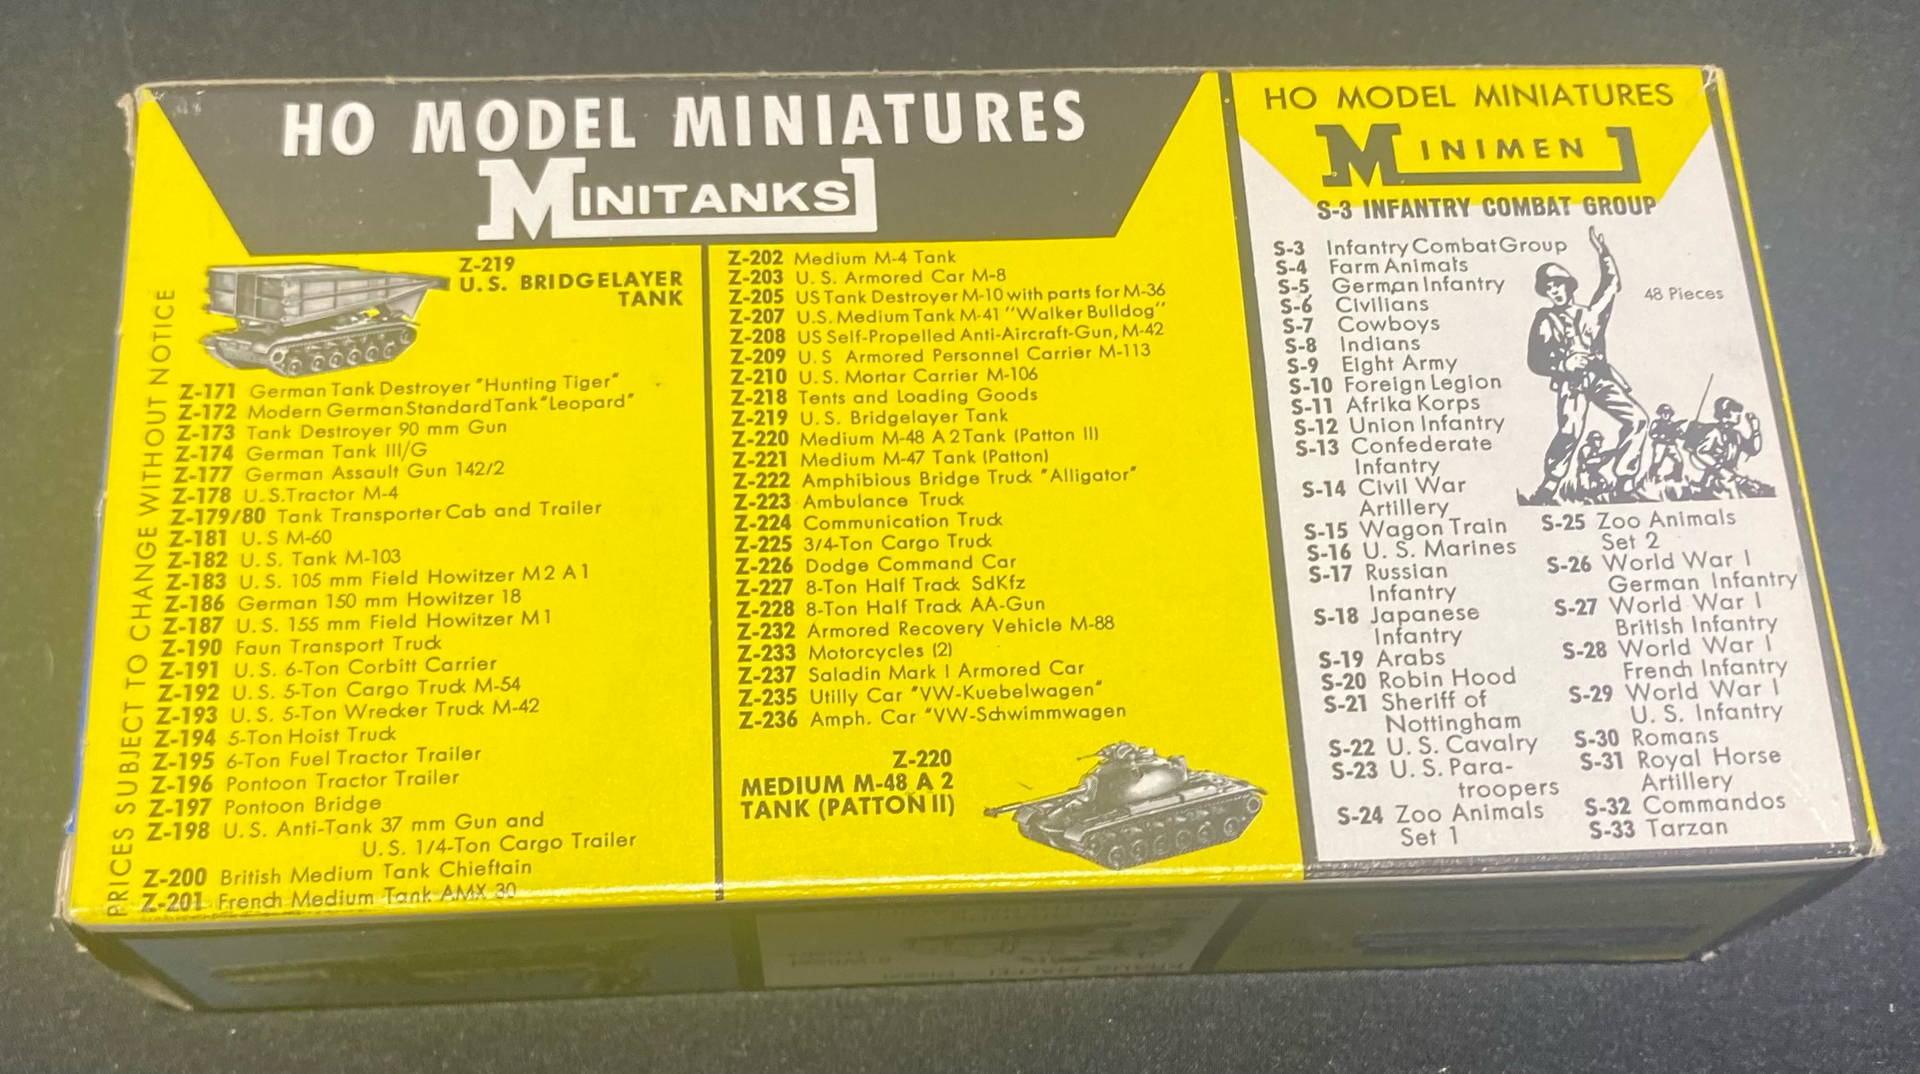 HO MODEL MINIATURES
MINITANKS
PRICES SUBJECT TO CHANGE WITHOUT NOTICE
Z-219
U.S. BRIDGELAYER
TANK
Z-171 German Tank Destroyer "Hunting Tiger"
Z-172 Modern German Standard Tank "Leopard"
Z-173 Tank Destroyer 90 mm Gun
Z-174 German Tank III/G
Z-177 German Assault Gun 142/2
Z-178 U.S. Tractor M-4
Z-179/80 Tank Transporter Cab and Trailer
Z-181 U.S M-60
Z-182 U.S. Tank M-103
Z-183 U.S. 105 mm Field Howitzer M2 A1
Z-186 German 150 mm Howitzer 18
Z-187 U.S. 155 mm Field Howitzer M1
Z-190 Faun Transport Truck
Z-191 U.S. 6-Ton Corbitt Carrier
Z-192 U.S. 5-Ton Cargo Truck M-54
Z-193 U.S. 5-Ton Wrecker Truck M-42
Z-194 5-Ton Hoist Truck
Z-195 6-Ton Fuel Tractor Trailer
Z-196 Pontoon Tractor Trailer
Z-197 Pontoon Bridge
Z-198 U.S. Anti-Tank 37 mm Gun and
U.S. 1/4-Ton Cargo Trailer
Z-200 British Medium Tank Chieftain
Z-201 French Medium Tank AMX 30
Z-202 Medium M-4 Tank
Z-203 U.S. Armored Car M-8
Z-205 US Tank Destroyer M-10 with parts for M-36
Z-207 U.S. Medium Tank M-41 "Walker Bulldog"
Z-208 US Self-Propelled Anti-Aircraft-Gun, M-42
Z-209 U.S Armored Personnel Carrier M-113
Z-210 U.S. Mortar Carrier M-106
Z-218 Tents and Loading Goods
Z-219 U.S. Bridgelayer Tank
Z-220 Medium M-48 A2 Tank (Patton II)
Z-221 Medium M-47 Tank (Patton)
Z-222 Amphibious Bridge Truck "Alligator"
Z-223 Ambulance Truck
Z-224 Communication Truck
Z-225 3/4-Ton Cargo Truck
Z-226 Dodge Command Car
Z-227 8-Ton Half Track SdKfz
Z-228 8-Ton Half Track AA-Gun
Z-232 Armored Recovery Vehicle M-88
Z-233 Motorcycles (2)
Z-237 Saladin Mark I Armored Car
Z-235 Utilly Car "VW-Kuebelwagen"
Z-236 Amph. Car "VW-Schwimmwagen
Z-220
MEDIUM M-48 A 2
TANK (PATTON II)
HO MODEL MINIATURES
MINIMEN
S-3 INFANTRY COMBAT GROUP
48 Pieces
S-3 Infantry Combat Group
S-4 Farm Animals
S-5 German Infantry
S-6 Civilians
S-7 Cowboys
S-8 Indians
S-9 Eight Army
S-10 Foreign Legion
S-11 Afrika Korps
S-12 Union Infantry
S-13 Confederate
Infantry
S-14 Civil War
Artillery
S-15 Wagon Train
S-16 U.S. Marines
S-17 Russian
Infantry
S-18 Japanese
Infantry
S-19 Arabs
S-20 Robin Hood
S-21 Sheriff of
Nottingham
S-22 U.S. Cavalry
S-23 U.S. Para-
troopers
S-24 Zoo Animals
Set 1
S-25 Zoo Animals
Set 2
S-26 World War I
German Infantry
S-27 World War I
British Infantry
S-28 World War I
French Infantry
S-29 World War I
U.S. Infantry
S-30 Romans
S-31 Royal Horse
Artillery
S-32 Commandos
S-33 Tarzan